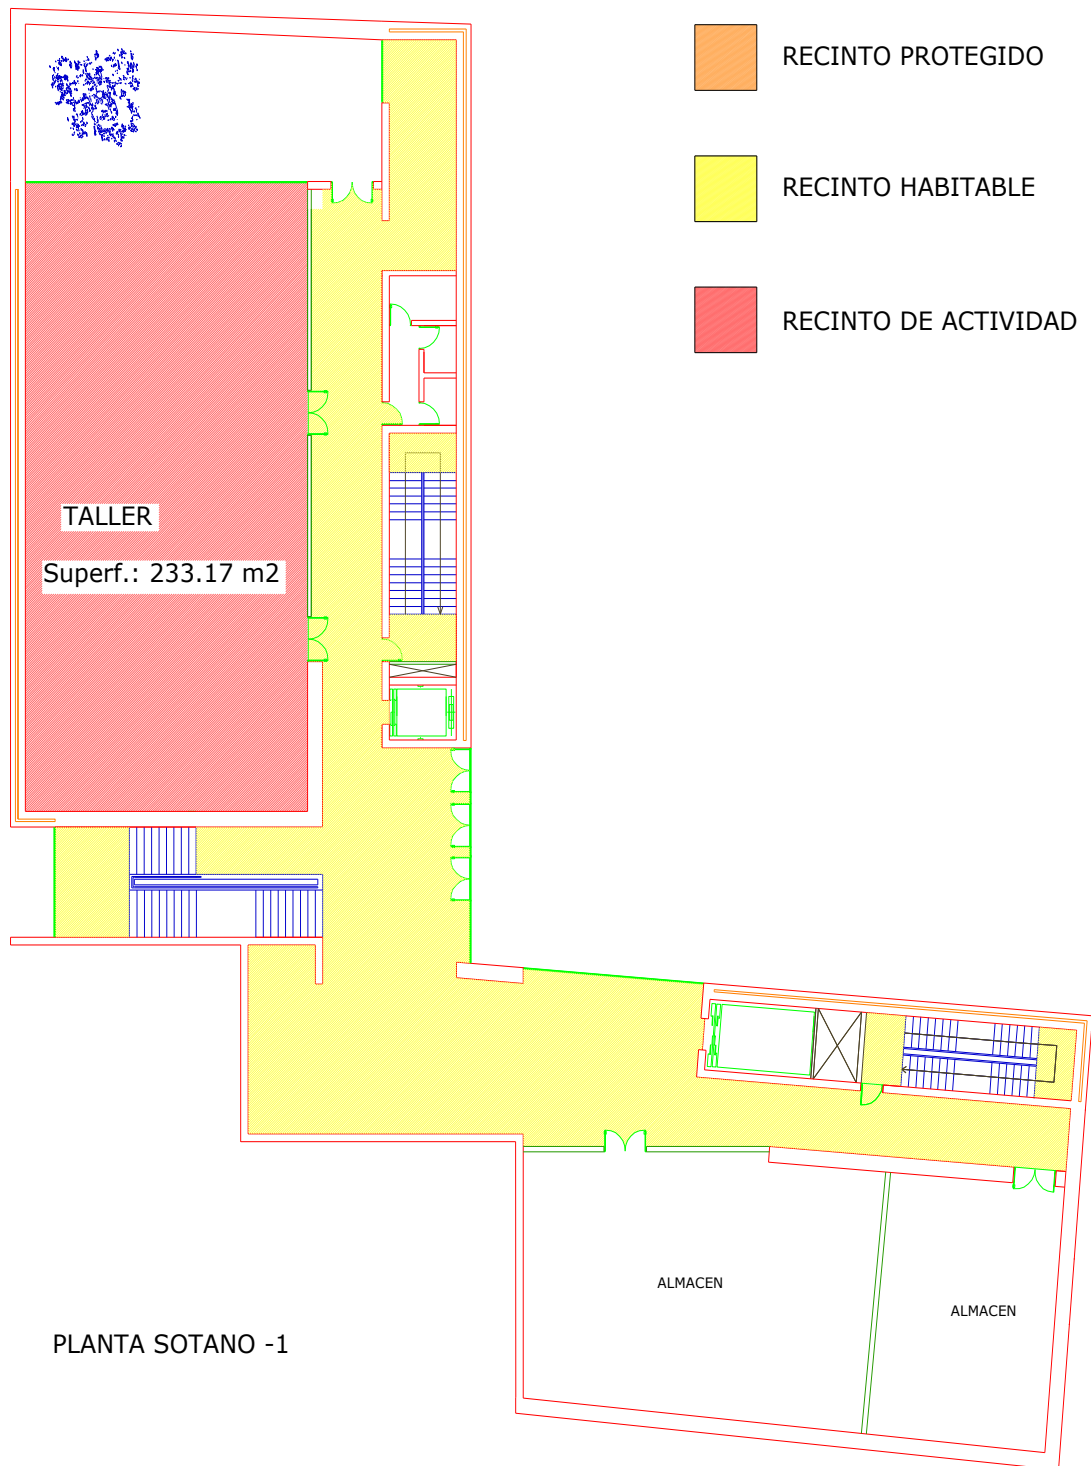 RECINTO PROTEGIDO
RECINTO HABITABLE
RECINTO DE ACTIVIDAD
TALLER
Superf.: 233.17 m2
ALMACEN
ALMACEN
PLANTA SOTANO -1